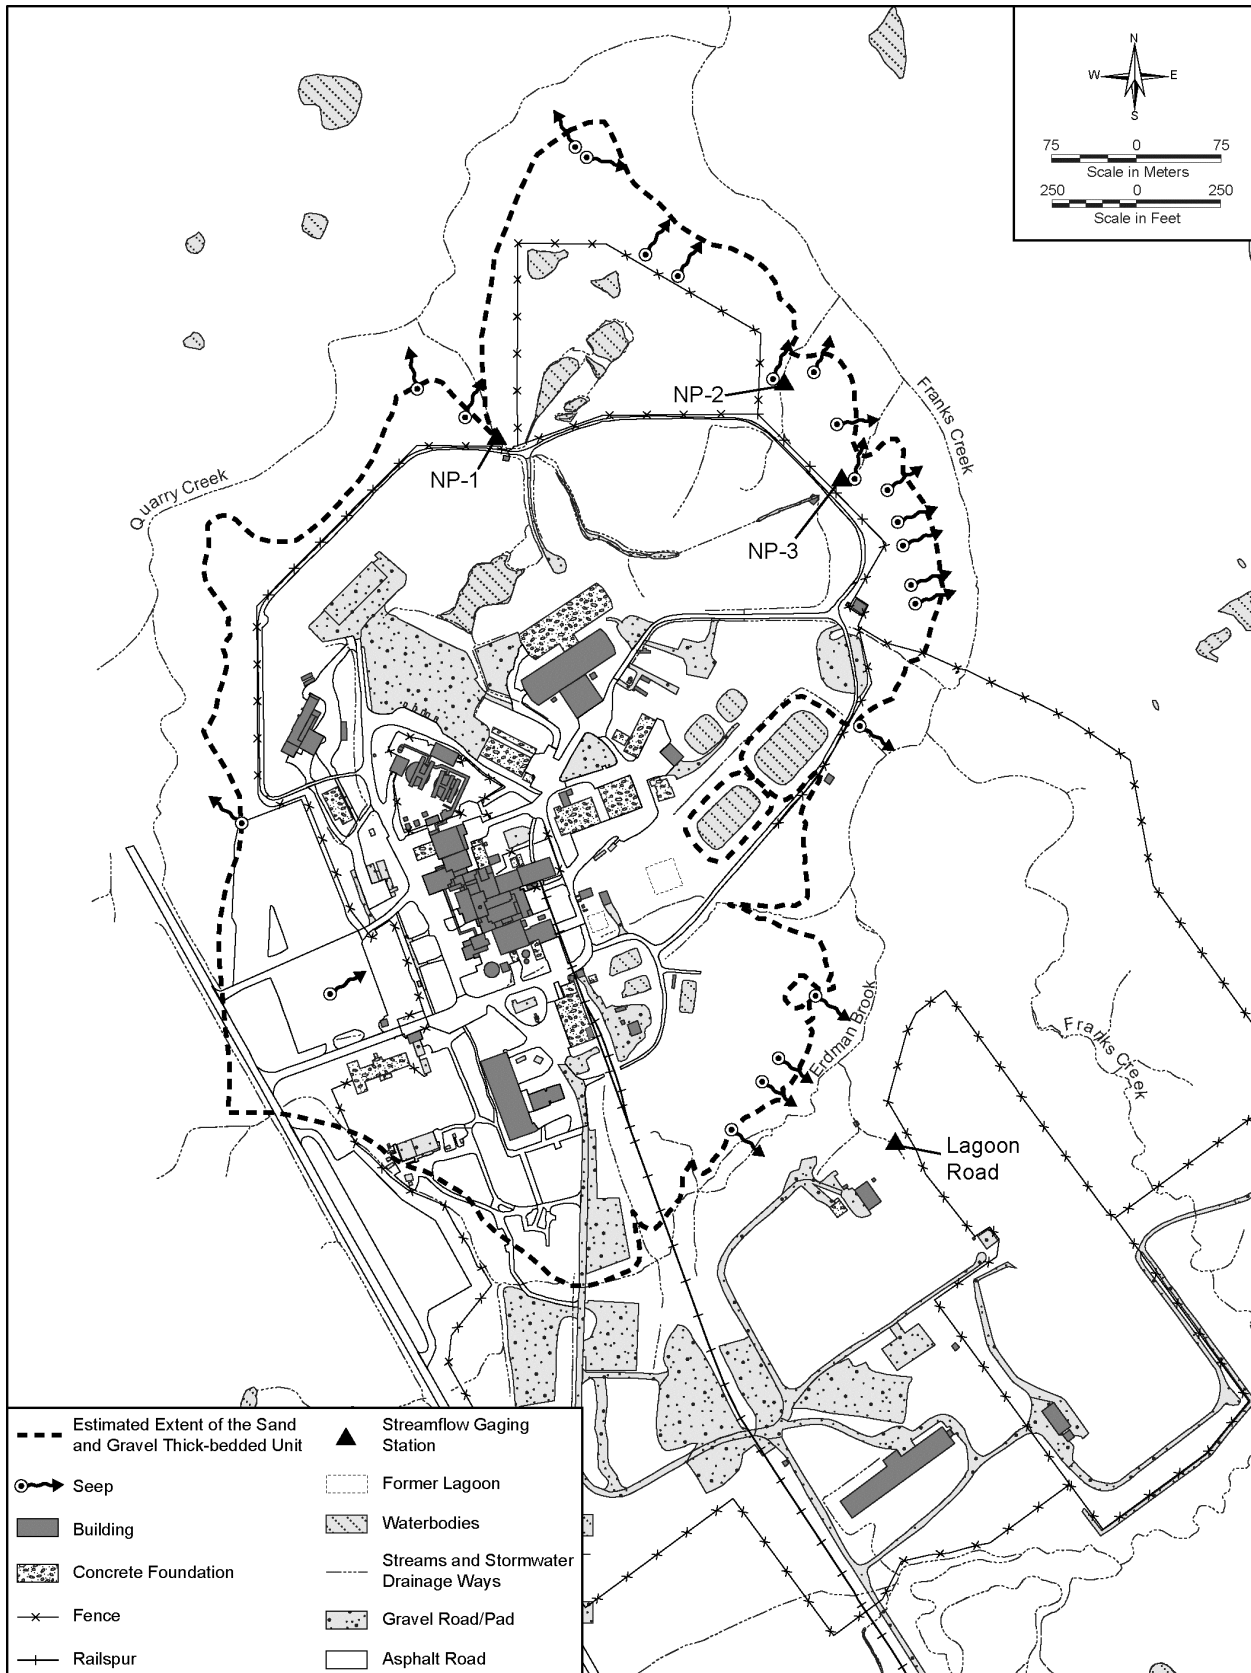 N
W E
S
75 0 75
Scale in Meters
250 0 250
Scale in Feet
NP-2
Franks Creek
NP-1
Quarry Creek
NP-3
Erdman Brook
Franks Creek
Lagoon
Road
Estimated Extent of the Sand
and Gravel Thick-bedded Unit
Seep
Building
Concrete Foundation
Fence
Railspur
Streamflow Gaging
Station
Former Lagoon
Waterbodies
Streams and Stormwater
Drainage Ways
Gravel Road/Pad
Asphalt Road